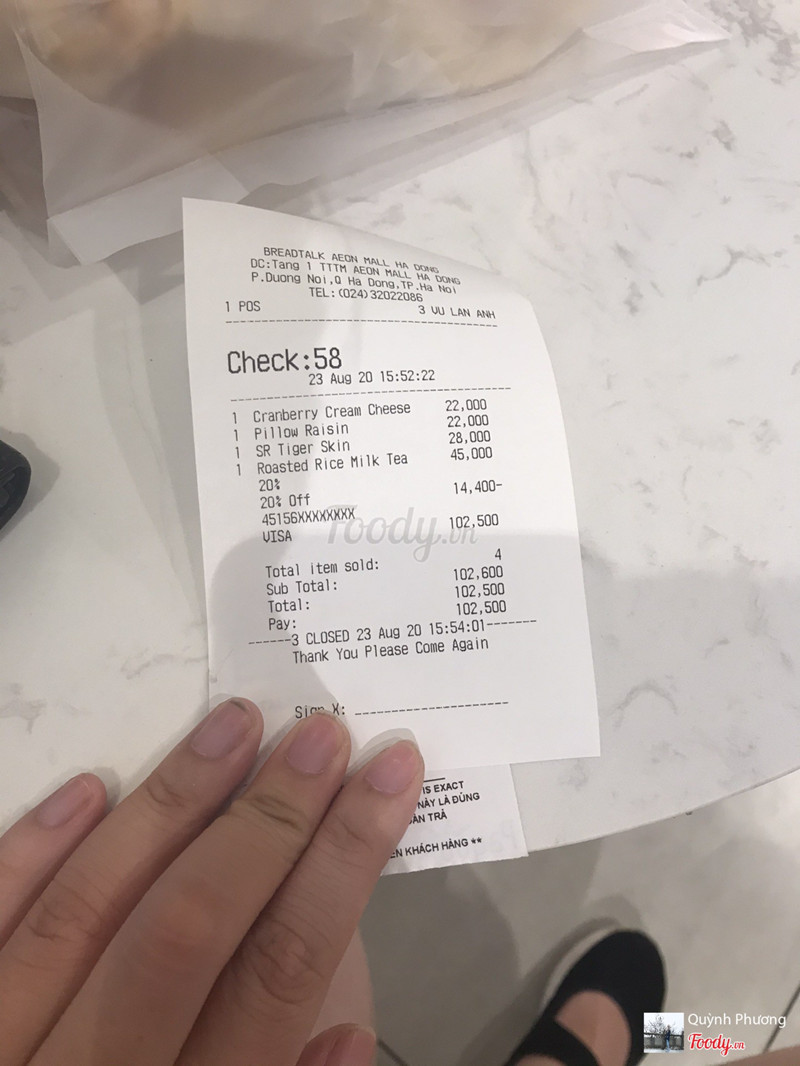 BREADTALK AEON MALL HA DONG
DC:Tang 1 TTTM AEON MALL HA DONG
P.Duong Noi,Q Ha Dong,TP.Ha Noi
TEL:(024)32022086
1 POS 3 VU LAN ANH
Check:58
23 Aug 20 15:52:22
1 Cranberry Cream Cheese 22,000
1 Pillow Raisin 22,000
1 SR Tiger Skin 28,000
1 Roasted Rice Milk Tea 45,000
20%
20% Off 14,400-
45156XXXXXXXX
VISA 102,500
Foody.vn
Total item sold: 4
Sub Total: 102,600
Total: 102,500
Pay: 102,500
------3 CLOSED 23 Aug 20 15:54:01-------
Thank You Please Come Again
Sign X:
IS EXACT
NÀY LÀ ĐÚNG
TRẢ
KHÁCH HÀNG **
Quỳnh Phương
Foody.vn